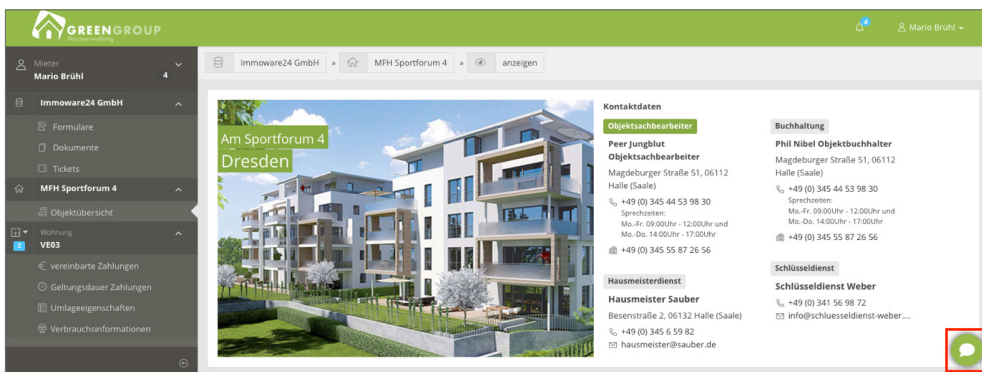 GREENGROUP
Hausverwaltung
4
Mario Brühl
Mieter
Mario Brühl
4
Immoware24 GmbH
Formulare
Dokumente
Tickets
MFH Sportforum 4
Objektübersicht
Wohnung
2
VE03
vereinbarte Zahlungen
Geltungsdauer Zahlungen
Umlageeigenschaften
Verbrauchsinformationen
Immoware24 GmbH » MFH Sportforum 4 » anzeigen
Am Sportforum 4
Dresden
Kontaktdaten
Objektsachbearbeiter
Peer Jungblut
Objektsachbearbeiter
Magdeburger Straße 51, 06112
Halle (Saale)
+49 (0) 345 44 53 98 30
Sprechzeiten:
Mo.-Fr. 09:00Uhr - 12:00Uhr und
Mo.-Do. 14:00Uhr - 17:00Uhr
+49 (0) 345 55 87 26 56
Buchhaltung
Phil Nibel Objektbuchhalter
Magdeburger Straße 51, 06112
Halle (Saale)
+49 (0) 345 44 53 98 30
Sprechzeiten:
Mo.-Fr. 09:00Uhr - 12:00Uhr und
Mo.-Do. 14:00Uhr - 17:00Uhr
+49 (0) 345 55 87 26 56
Hausmeisterdienst
Hausmeister Sauber
Besenstraße 2, 06132 Halle (Saale)
+49 (0) 345 6 59 82
hausmeister@sauber.de
Schlüsseldienst
Schlüsseldienst Weber
+49 (0) 341 56 98 72
info@schluesseldienst-weber....